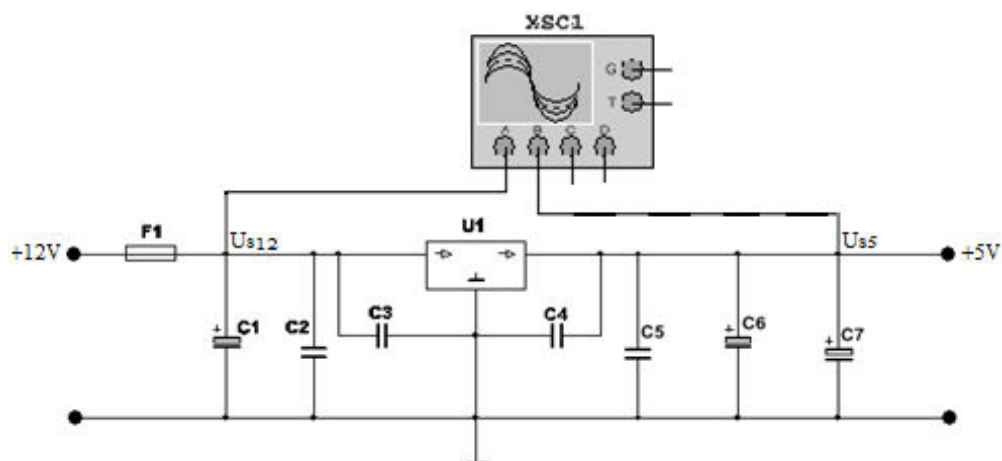 XSC1
G
T
A B C D
+12V F1 Us12 U1 Us5 +5V
C1 C2 C3 C4 C5 C6 C7
+ + +